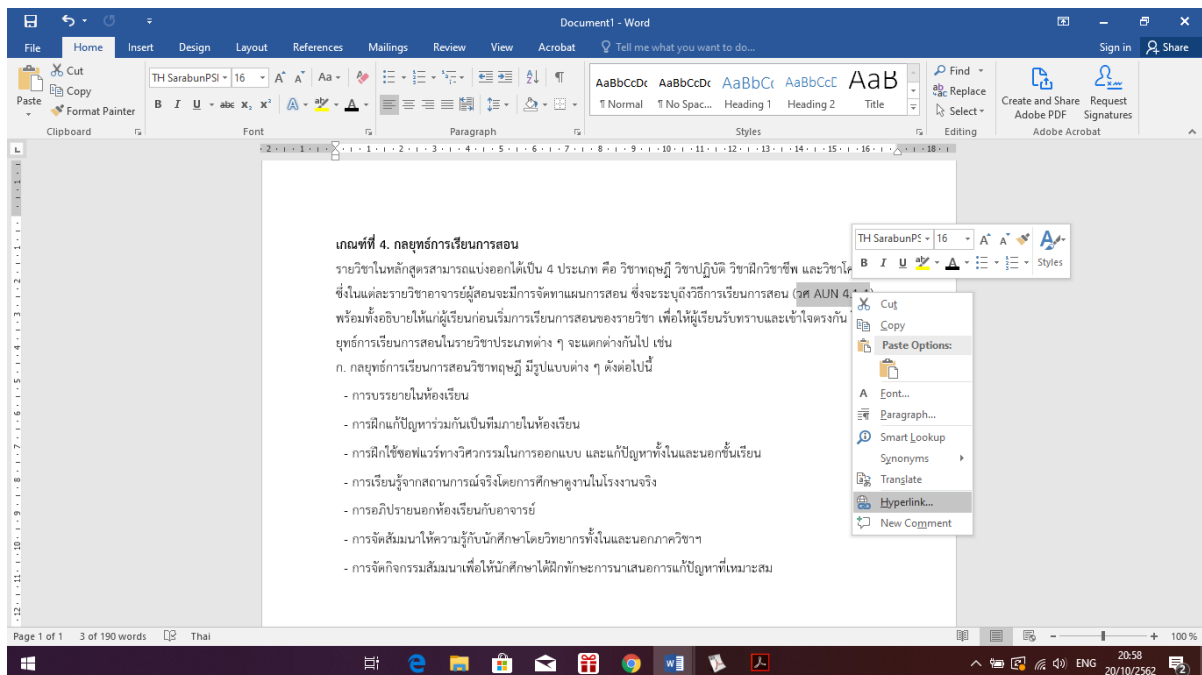 Document1 - Word
File Home Insert Design Layout References Mailings Review View Acrobat Tell me what you want to do... Sign in Share
Paste Cut Copy Format Painter
Clipboard
TH SarabunPSI 16 A A Aa
B I U abc x₂ x² A aby A
Font
Paragraph
AaBbCcDc AaBbCcDc AaBbCc AaBbCcD AaB
¶ Normal ¶ No Spac... Heading 1 Heading 2 Title
Styles
Find
Replace
Select
Editing
Create and Share Adobe PDF
Request Signatures
Adobe Acrobat
2 1 1 2 3 4 5 6 7 8 9 10 11 12 13 14 15 16 18
เกณฑ์ที่ 4. กลยุทธ์การเรียนการสอน
รายวิชาในหลักสูตรสามารถแบ่งออกได้เป็น 4 ประเภท คือ วิชาทฤษฎี วิชาปฏิบัติ วิชาฝึกวิชาชีพ และวิชาโค
ซึ่งในแต่ละรายวิชาอาจารย์ผู้สอนจะมีการจัดทาแผนการสอน ซึ่งจะระบุถึงวิธีการเรียนการสอน (วศ AUN 4.1-1)
พร้อมทั้งอธิบายให้แก่ผู้เรียนก่อนเริ่มการเรียนการสอนของรายวิชา เพื่อให้ผู้เรียนรับทราบและเข้าใจตรงกัน
ยุทธ์การเรียนการสอนในรายวิชาประเภทต่าง ๆ จะแตกต่างกันไป เช่น
ก. กลยุทธ์การเรียนการสอนวิชาทฤษฎี มีรูปแบบต่าง ๆ ดังต่อไปนี้
- การบรรยายในห้องเรียน
- การฝึกแก้ปัญหาร่วมกันเป็นทีมภายในห้องเรียน
- การฝึกใช้ซอฟแวร์ทางวิศวกรรมในการออกแบบ และแก้ปัญหาทั้งในและนอกชั้นเรียน
- การเรียนรู้จากสถานการณ์จริงโดยการศึกษาดูงานในโรงงานจริง
- การอภิปรายนอกห้องเรียนกับอาจารย์
- การจัดสัมมนาให้ความรู้กับนักศึกษาโดยวิทยากรทั้งในและนอกภาควิชาฯ
- การจัดกิจกรรมสัมมนาเพื่อให้นักศึกษาได้ฝึกทักษะการนาเสนอการแก้ปัญหาที่เหมาะสม
TH SarabunPS 16 A A
B I U aby A Styles
Cut
Copy
Paste Options:
Font...
Paragraph...
Smart Lookup
Synonyms
Translate
Hyperlink...
New Comment
Page 1 of 1 3 of 190 words Thai 100 %
ENG 20:58
20/10/2562